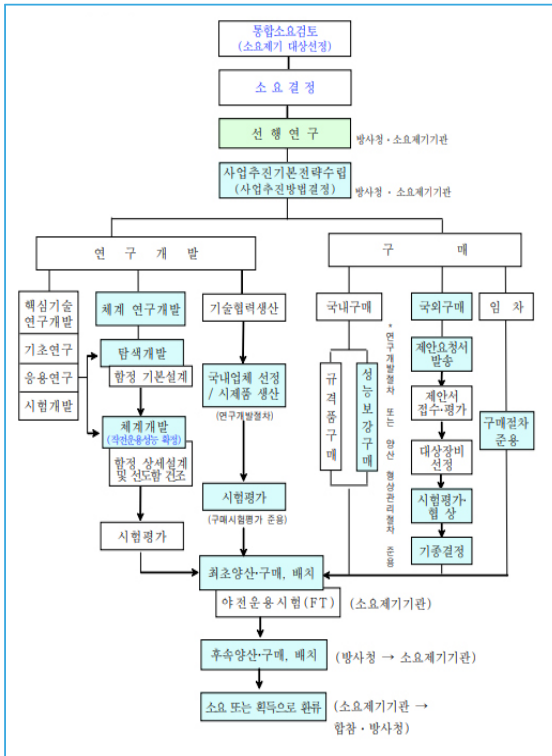 통합소요검토
(소요제기 대상선정)
소 요 결 정
선 행 연 구
방사청·소요제기기관
사업추진기본전략수립
(사업추진방법결정)
방사청·소요제기기관
연 구 개 발
구 매
핵심기술
연구개발
기초연구
응용연구
시험개발
체계 연구개발
탐색개발
함정 기본설계
체계개발
(작전운용성능 확정)
함정 상세설계
및 선도함 건조
시험평가
기술협력생산
국내업체 선정
/ 시제품 생산
(연구개발절차)
시험평가
(구매시험평가 준용)
국내구매
규격품구매
성능보강구매
*연구개발절차 또는 양산 형상관리절차 준용
국외구매
제안요청서
발송
제안서
접수·평가
대상장비
선정
시험평가·
협 상
기종결정
임 차
구매절차
준용
최초양산·구매, 배치
야전운용시험(FT)
(소요제기기관)
후속양산·구매, 배치
(방사청 → 소요제기기관)
소요 또는 획득으로 환류
(소요제기기관 →
합참·방사청)